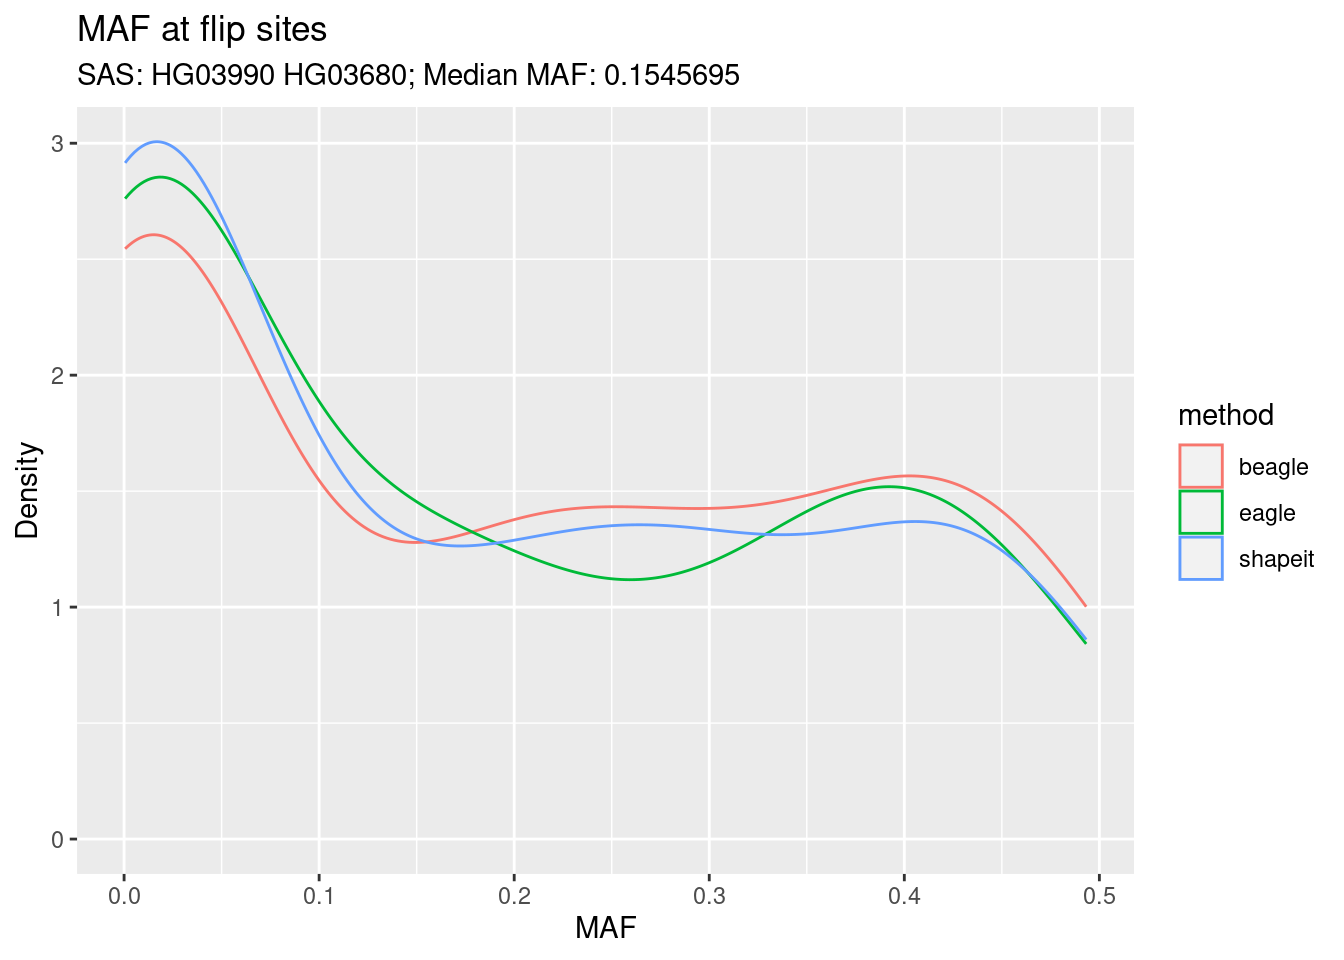 MAF at flip sites
SAS: HG03990 HG03680; Median MAF: 0.1545695
3
2
1
0
Density
0.0
0.1
0.2
0.3
0.4
0.5
MAF
method
beagle
eagle
shapeit